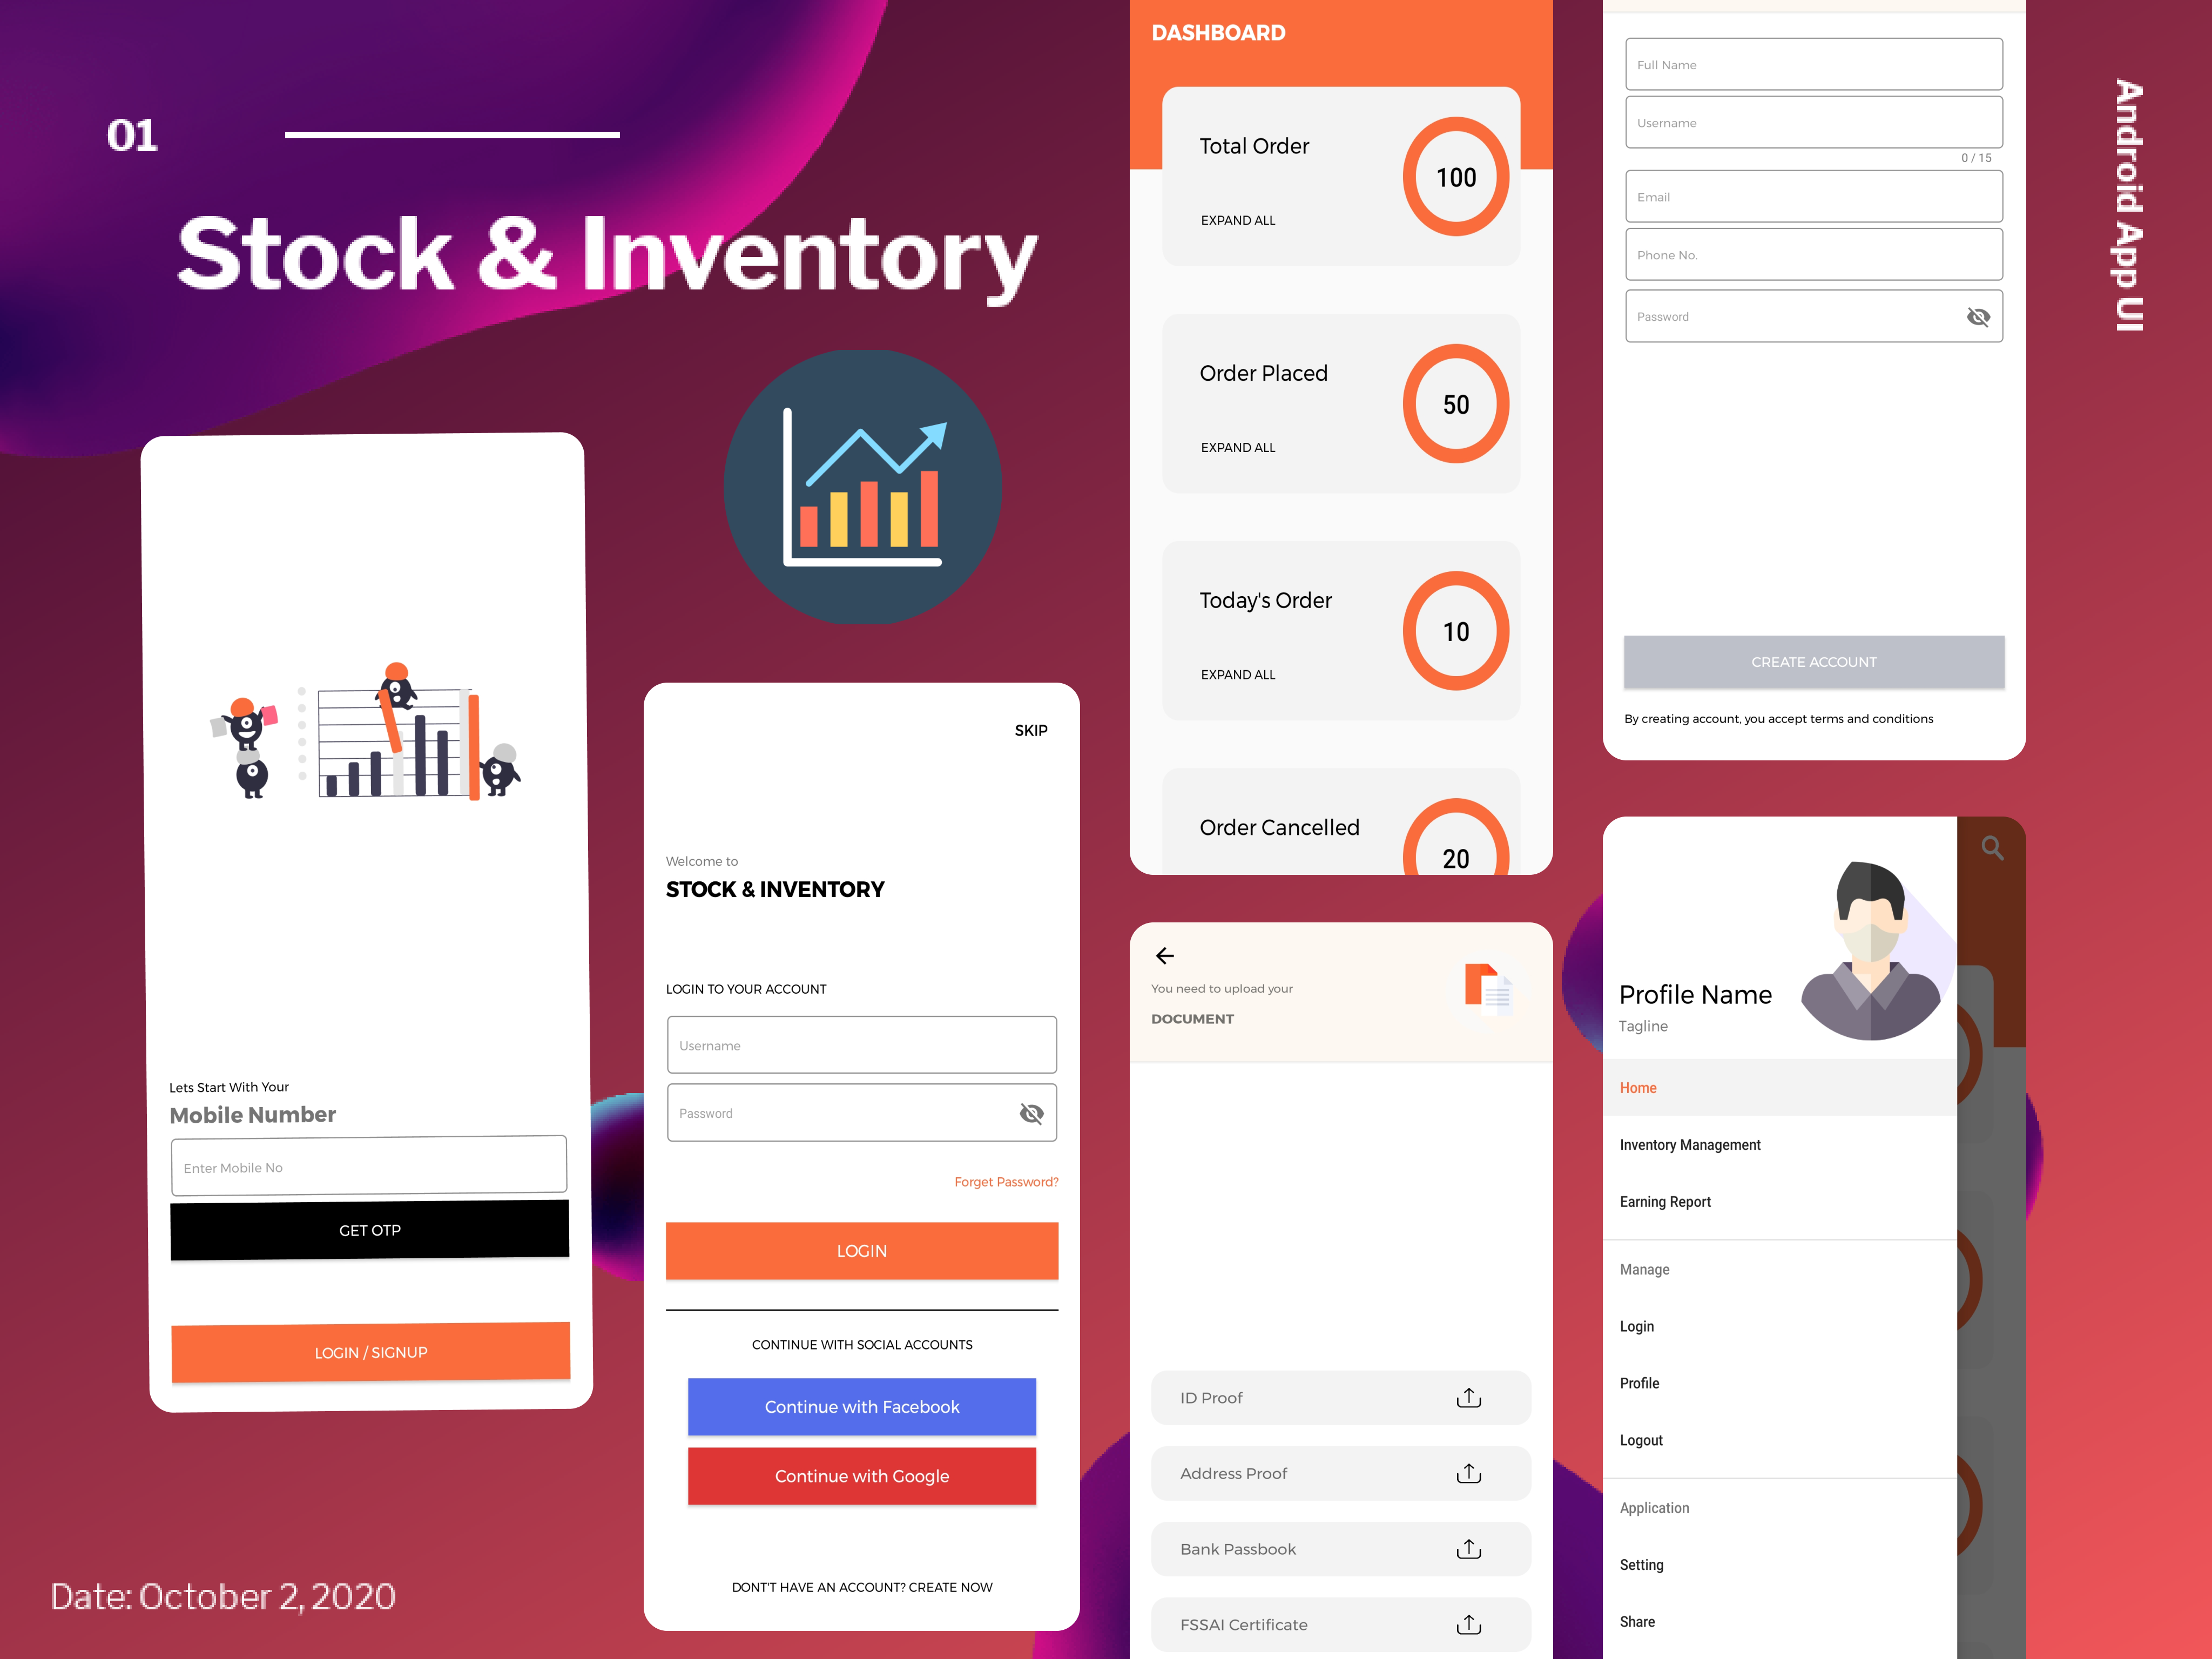 01
Stock & Inventory
Android App UI
Lets Start With Your
Mobile Number
Enter Mobile No
GET OTP
LOGIN / SIGNUP
Date: October 2, 2020
SKIP
Welcome to
STOCK & INVENTORY
LOGIN TO YOUR ACCOUNT
Username
Password
Forget Password?
LOGIN
CONTINUE WITH SOCIAL ACCOUNTS
Continue with Facebook
Continue with Google
DONT'T HAVE AN ACCOUNT? CREATE NOW
DASHBOARD
Total Order
100
EXPAND ALL
Order Placed
50
EXPAND ALL
Today's Order
10
EXPAND ALL
Order Cancelled
20
You need to upload your
DOCUMENT
ID Proof
Address Proof
Bank Passbook
FSSAI Certificate
Full Name
Username
0 / 15
Email
Phone No.
Password
CREATE ACCOUNT
By creating account, you accept terms and conditions
Profile Name
Tagline
Home
Inventory Management
Earning Report
Manage
Login
Profile
Logout
Application
Setting
Share